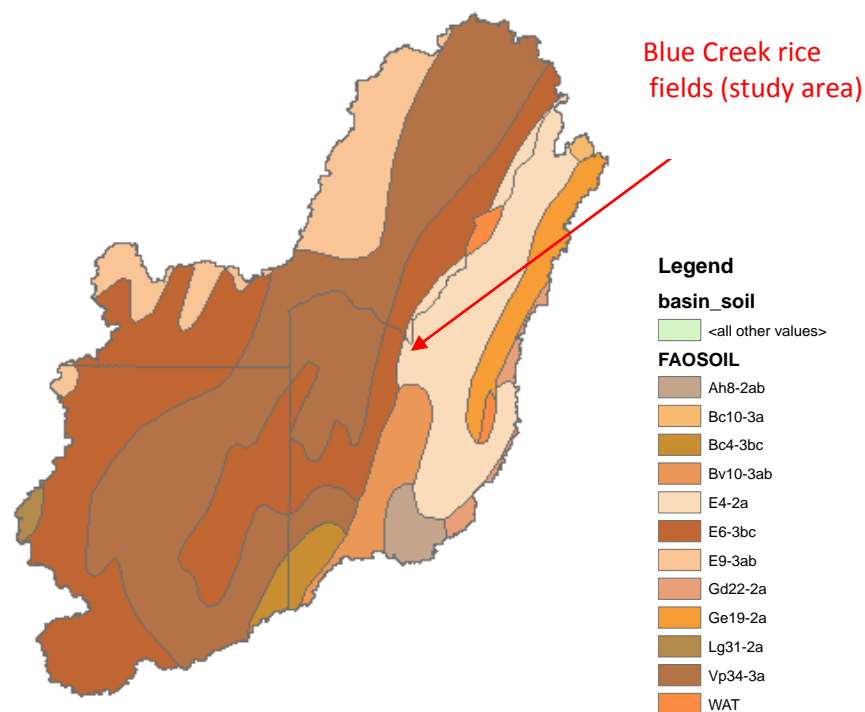 Blue Creek rice
fields (study area)
Legend
basin_soil
<all other values>
FAOSOIL
Ah8-2ab
Bc10-3a
Bc4-3bc
Bv10-3ab
E4-2a
E6-3bc
E9-3ab
Gd22-2a
Ge19-2a
Lg31-2a
Vp34-3a
WAT